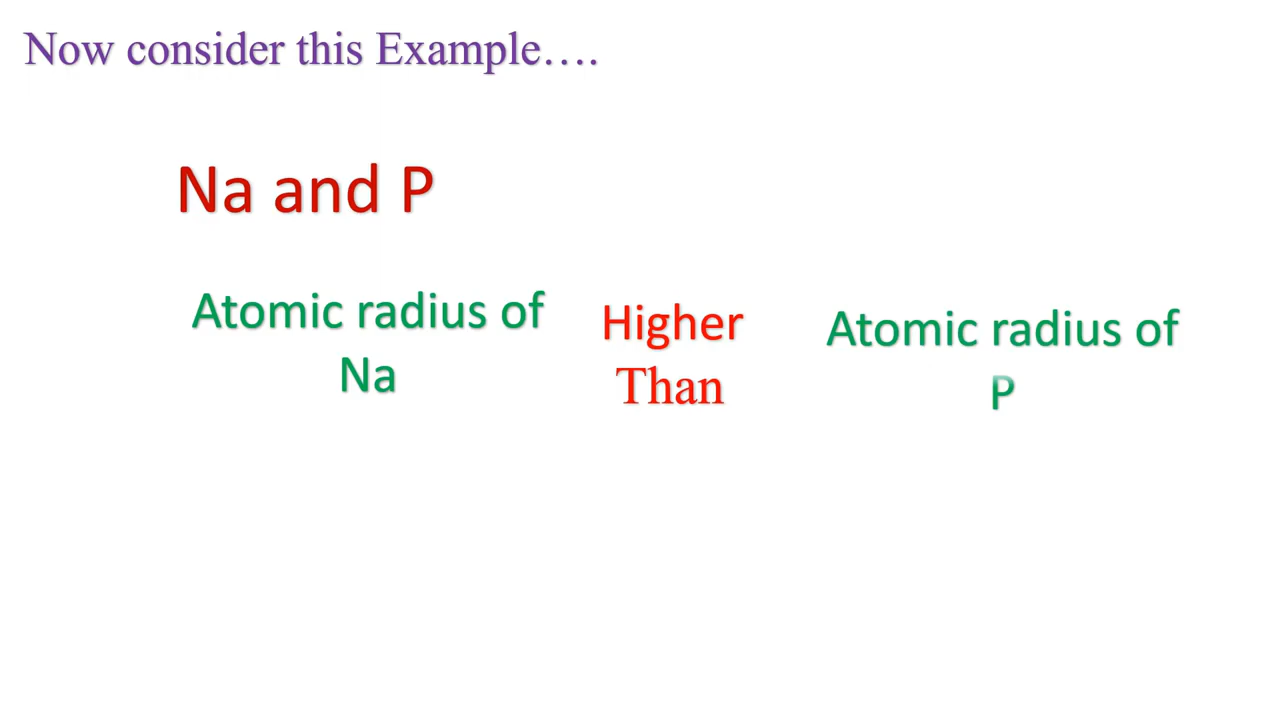 Now consider this Example….
Na and P
Atomic radius of
Na
Higher
Than
Atomic radius of
P